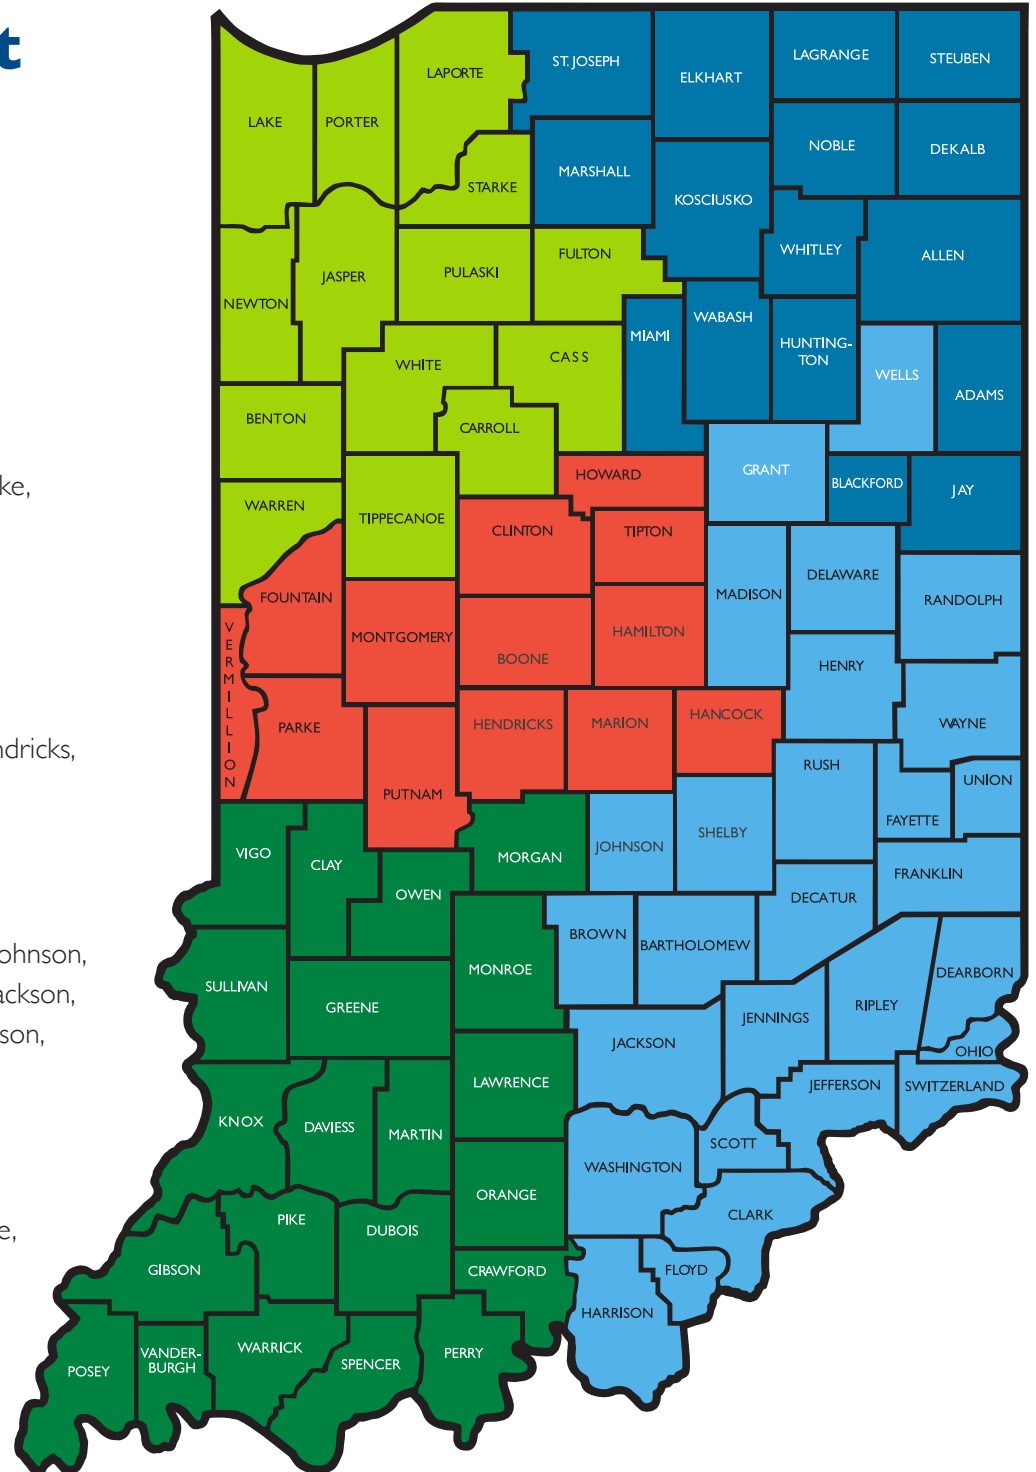 t
ST. JOSEPH
ELKHART
LAGRANGE
STEUBEN
LAPORTE
LAKE
PORTER
NOBLE
DEKALB
MARSHALL
STARKE
KOSCIUSKO
WHITLEY
ALLEN
FULTON
PULASKI
JASPER
NEWTON
WABASH
MIAMI
HUNTING-
TON
WHITE
CASS
WELLS
ADAMS
BENTON
CARROLL
GRANT
BLACKFORD
JAY
HOWARD
ke,
WARREN
TIPPECANOE
CLINTON
TIPTON
DELAWARE
MADISON
RANDOLPH
FOUNTAIN
MONTGOMERY
HAMILTON
BOONE
HENRY
VERMILLION
PARKE
HENDRICKS
MARION
HANCOCK
WAYNE
ndricks,
RUSH
UNION
PUTNAM
FAYETTE
SHELBY
JOHNSON
VIGO
CLAY
MORGAN
FRANKLIN
OWEN
DECATUR
BROWN
BARTHOLOMEW
ohnson,
MONROE
DEARBORN
SULLIVAN
ackson,
GREENE
RIPLEY
JENNINGS
son,
JACKSON
OHIO
LAWRENCE
JEFFERSON
SWITZERLAND
KNOX
DAVIESS
MARTIN
SCOTT
WASHINGTON
ORANGE
CLARK
PIKE
DUBOIS
e,
GIBSON
CRAWFORD
FLOYD
HARRISON
WARRICK
PERRY
VANDER-
BURGH
SPENCER
POSEY